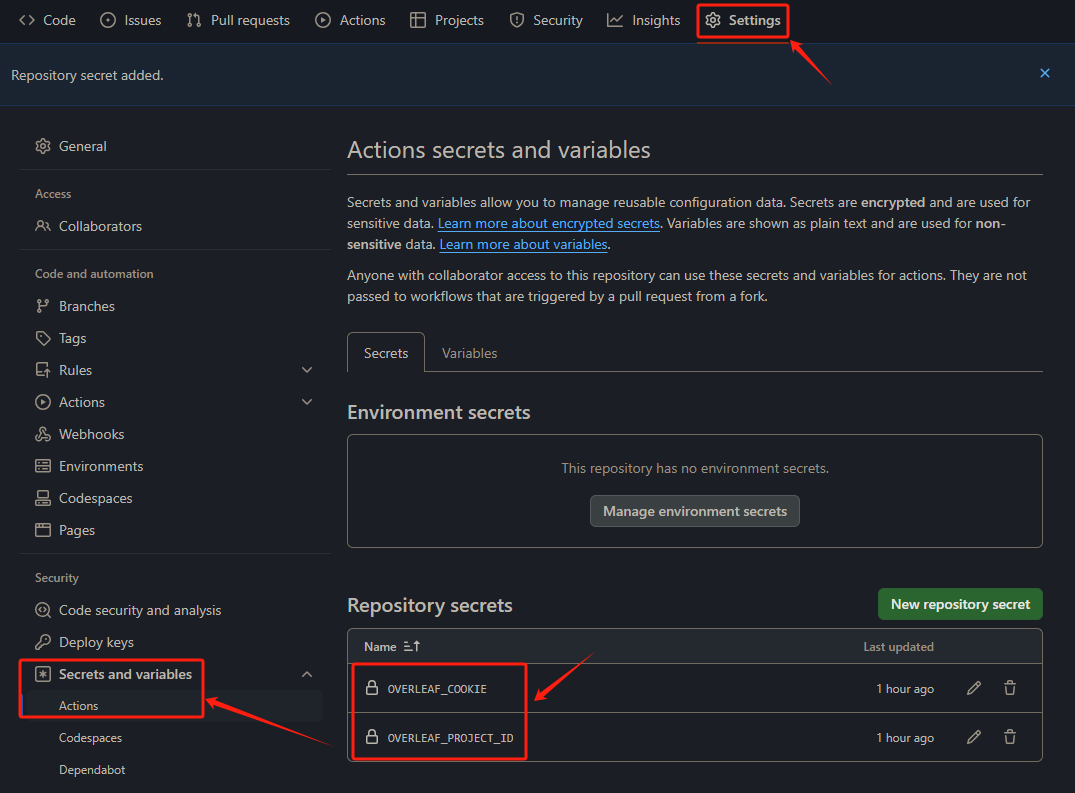 Code Issues Pull requests Actions Projects Security Insights Settings
Repository secret added.
General
Access
Collaborators
Code and automation
Branches
Tags
Rules
Actions
Webhooks
Environments
Codespaces
Pages
Security
Code security and analysis
Deploy keys
Secrets and variables
Actions
Codespaces
Dependabot
Actions secrets and variables
Secrets and variables allow you to manage reusable configuration data. Secrets are encrypted and are used for
sensitive data. Learn more about encrypted secrets. Variables are shown as plain text and are used for non-
sensitive data. Learn more about variables.
Anyone with collaborator access to this repository can use these secrets and variables for actions. They are not
passed to workflows that are triggered by a pull request from a fork.
Secrets Variables
Environment secrets
This repository has no environment secrets.
Manage environment secrets
Repository secrets New repository secret
Name Last updated
OVERLEAF_COOKIE 1 hour ago
OVERLEAF_PROJECT_ID 1 hour ago